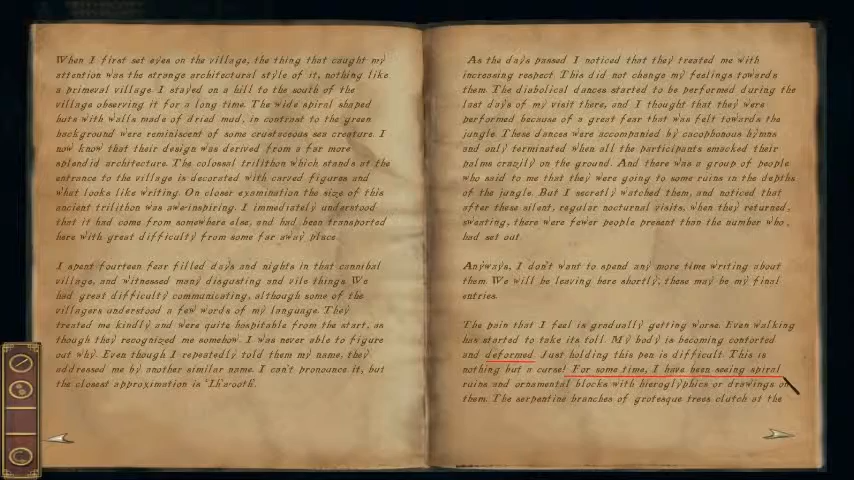 When I first set eyes on the village, the thing that caught my
attention was the strange architectural style of it, nothing like
a primeval village. I stayed on a hill to the south of the
village observing it for a long time. The wide spiral shaped
huts with walls made of dried mud, in contrast to the green
background were reminiscent of some crustaceous sea creature. I
now know that their design was derived from a far more
splendid architecture. The colossal trilithon which stands at the
entrance to the village is decorated with carved figures and
what looks like writing. On closer examination the size of this
ancient trilithon was awe-inspiring. I immediately understood
that it had come from somewhere else, and had been transported
here with great difficulty from some far away place.
I spent fourteen fear filled days and nights in that cannibal
village, and witnessed many disgusting and vile things. We
had great difficulty communicating, although some of the
villagers understood a few words of my language. They
treated me kindly and were quite hospitable from the start, as
though they recognized me somehow. I was never able to figure
out why. Even though I repeatedly told them my name, they
addressed me by another similar name. I can't pronounce it, but
the closest approximation is
As the days passed I noticed that they treated me with
increasing respect. This did not change my feelings towards
them. The diabolical dances started to be performed during the
last days of my visit there, and I thought that they were
performed because of a great fear that was felt towards the
jungle. These dances were accompanied by cacophonous hymns
and only terminated when all the participants smacked their
palms crazily on the ground. And there was a group of people
who said to me that they were going to some ruins in the depths
of the jungle. But I secretly watched them, and noticed that
after these silent, regular nocturnal visits, when they returned,
sweating, there were fewer people present than the number who,
had set out.
Anyways, I don't want to spend any more time writing about
them. We will be leaving here shortly; these may be my final
entries.
The pain that I feel is gradually getting worse. Even walking
has started to take its toll. My body is becoming contorted
and deformed. Just holding this pen is difficult. This is
nothing but a curse! For some time, I have been seeing spiral
ruins and ornamental blocks with hieroglyphics or drawings on
them. The serpentine branches of grotesque trees clutch at the